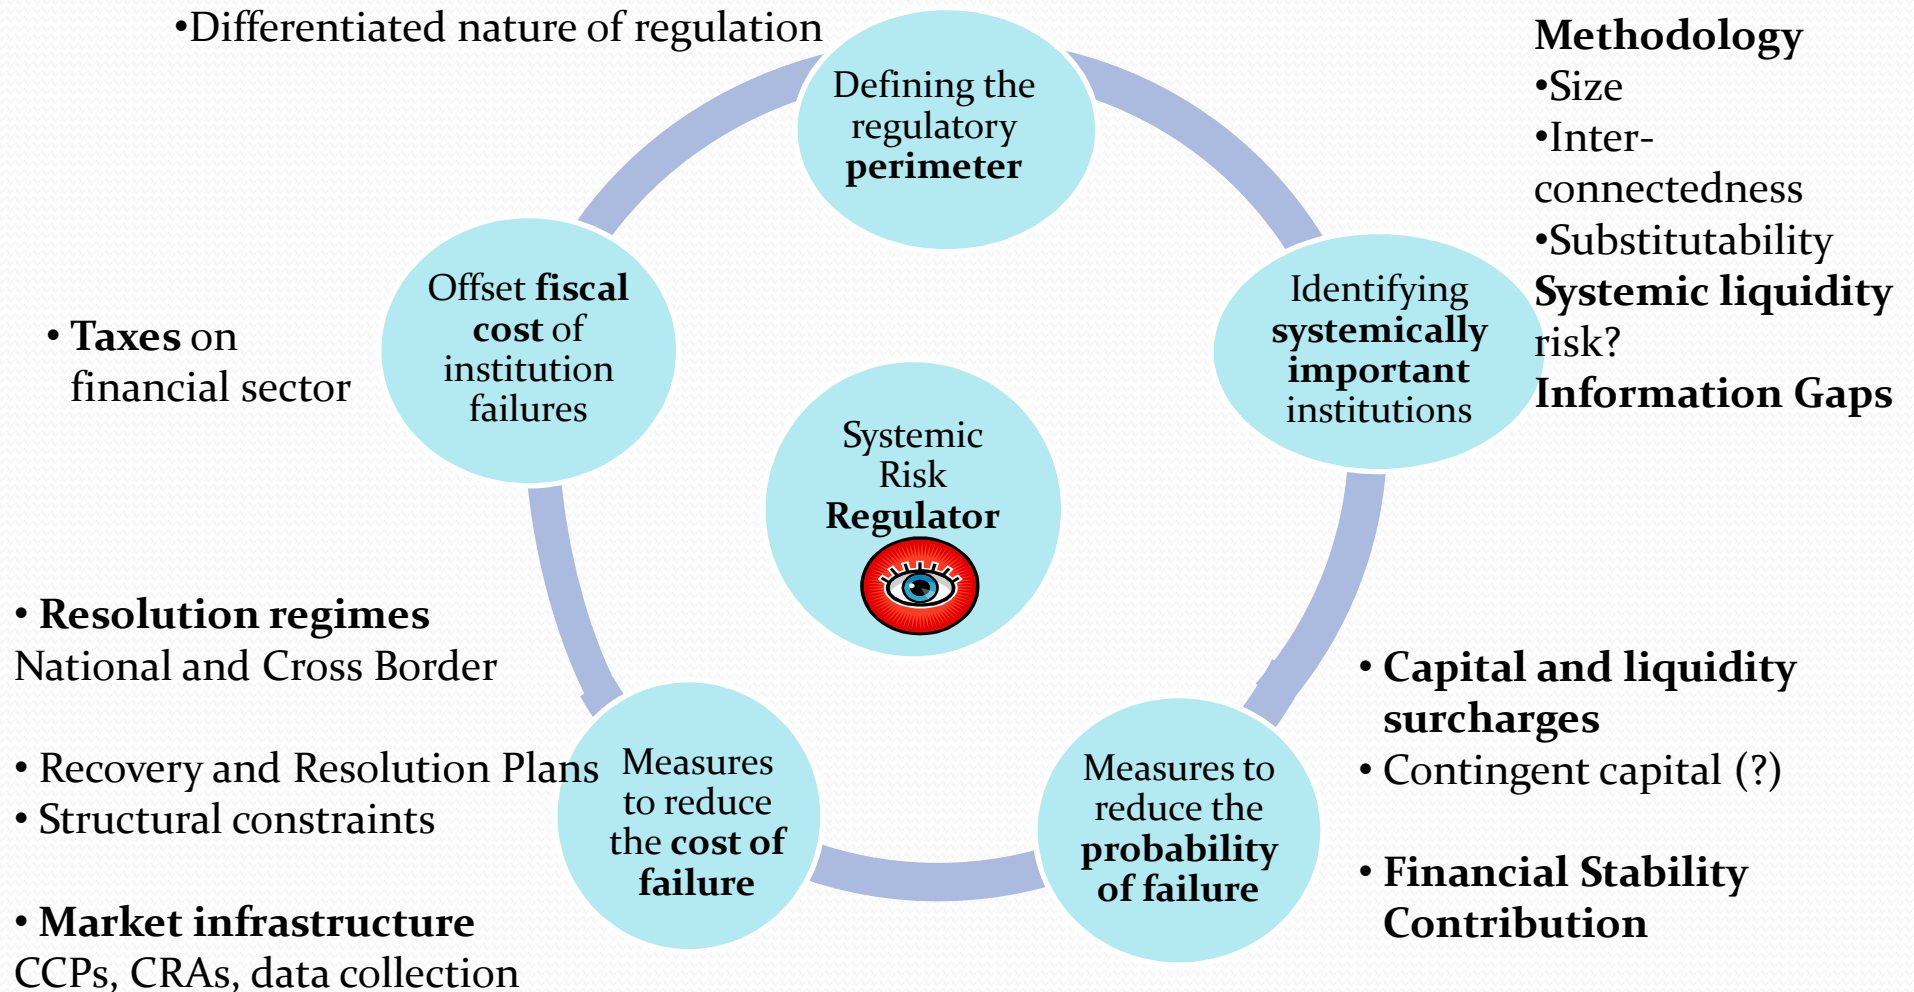 •Differentiated nature of regulation
Defining the
regulatory
perimeter
Methodology
•Size
•Inter-
connectedness
•Substitutability
Systemic liquidity
risk?
Information Gaps
Identifying
systemically
important
institutions
Offset fiscal
cost of
institution
failures
• Taxes on
financial sector
Systemic
Risk
Regulator
• Resolution regimes
National and Cross Border
• Recovery and Resolution Plans
• Structural constraints
• Market infrastructure
CCPs, CRAs, data collection
Measures
to reduce
the cost of
failure
Measures to
reduce the
probability
of failure
• Capital and liquidity
surcharges
• Contingent capital (?)
• Financial Stability
Contribution